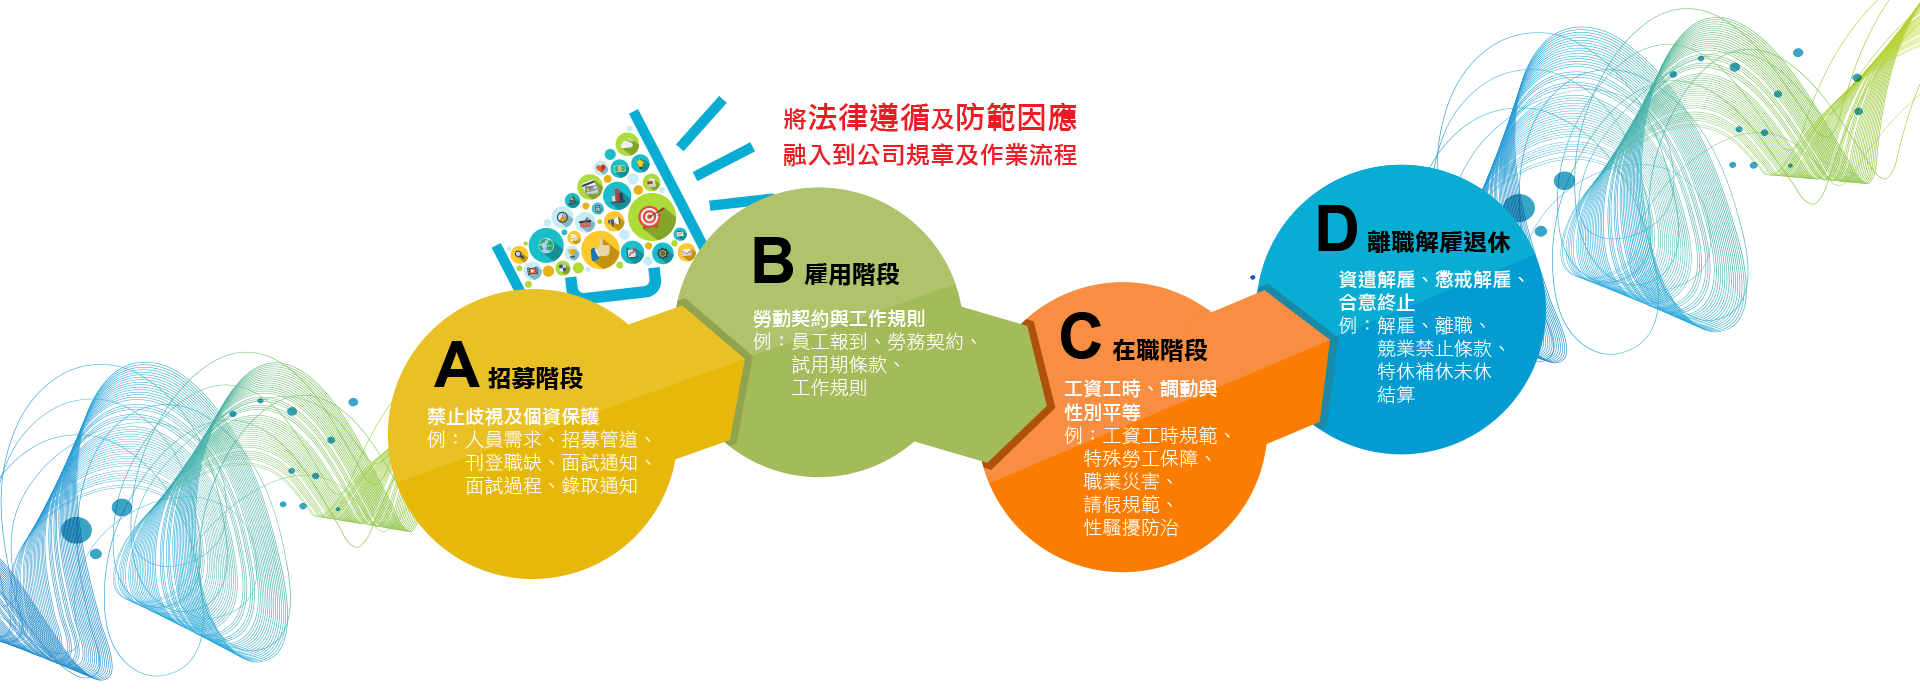 將法律遵循及防範因應
融入到公司規章及作業流程
A 招募階段
禁止歧視及個資保護
例：人員需求、招募管道、
刊登職缺、面試通知、
面試過程、錄取通知
B 雇用階段
勞動契約與工作規則
例：員工報到、勞務契約、
試用期條款、
工作規則
C 在職階段
工資工時、調動與
性別平等
例：工資工時規範、
特殊勞工保障、
職業災害、
請假規範、
性騷擾防治
D 離職解雇退休
資遣解雇、懲戒解雇、
合意終止
例：解雇、離職、
競業禁止條款、
特休補休未休
結算